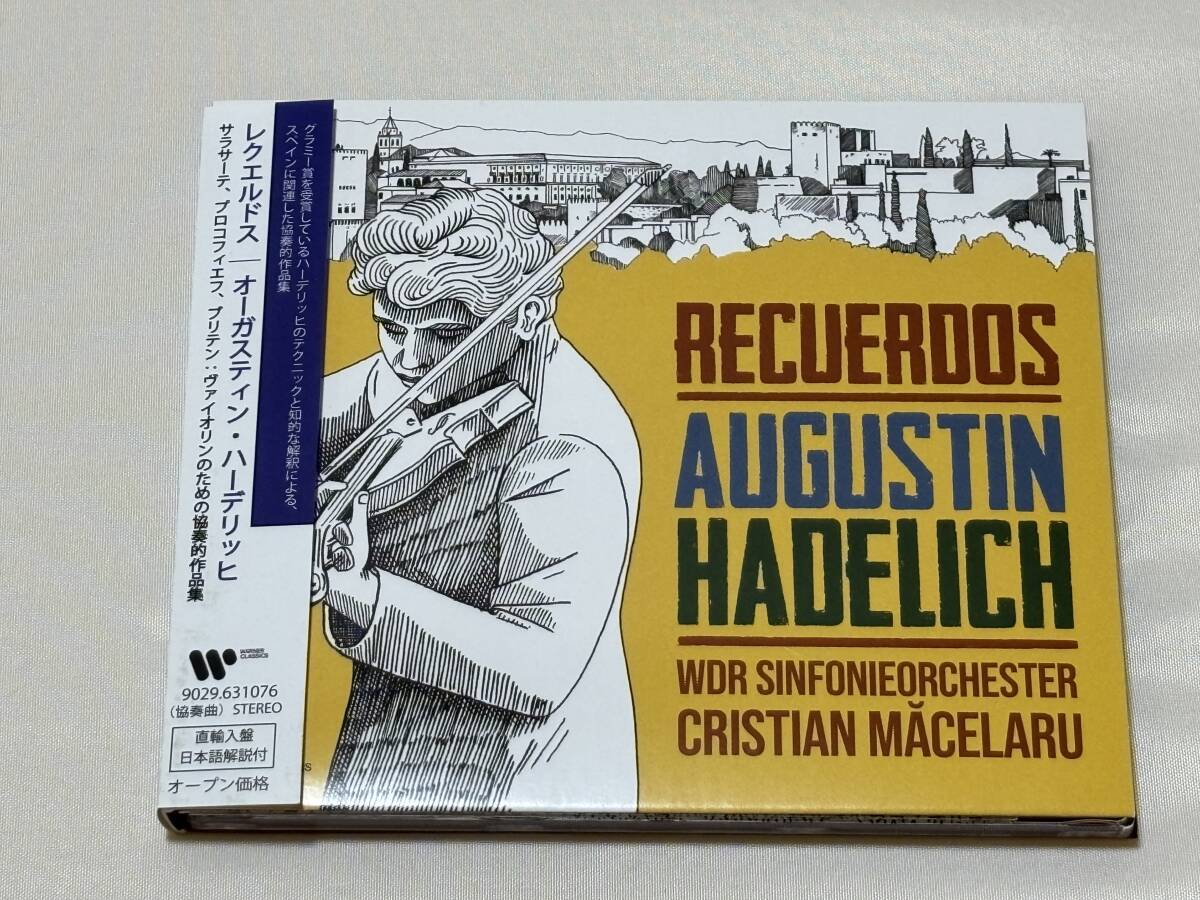 グラミー賞を受賞しているハーデリッヒのテクニックと知的な解釈による、
スペインに関連した協奏的作品集
レクェルドス│オーガスティン・ハーデリッヒ
サラサーテ、プロコフィエフ、ブリテン:ヴァイオリンのための協奏的作品集
WARNER
CLASSICS
9029.631076
(協奏曲) STEREO
直輸入盤
日本語解説付
オープン価格
RECUERDOS
AUGUSTIN
HADELICH
WDR SINFONIEORCHESTER
CRISTIAN MĂCELARU